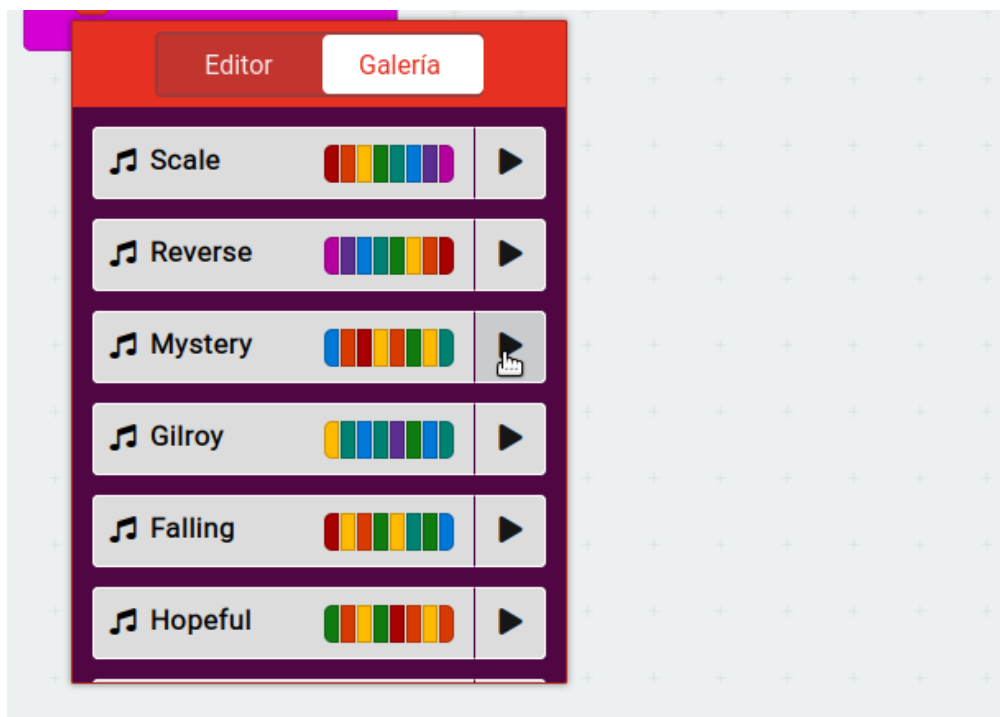 Editor
Galería
Scale
Reverse
Mystery
Gilroy
Falling
Hopeful